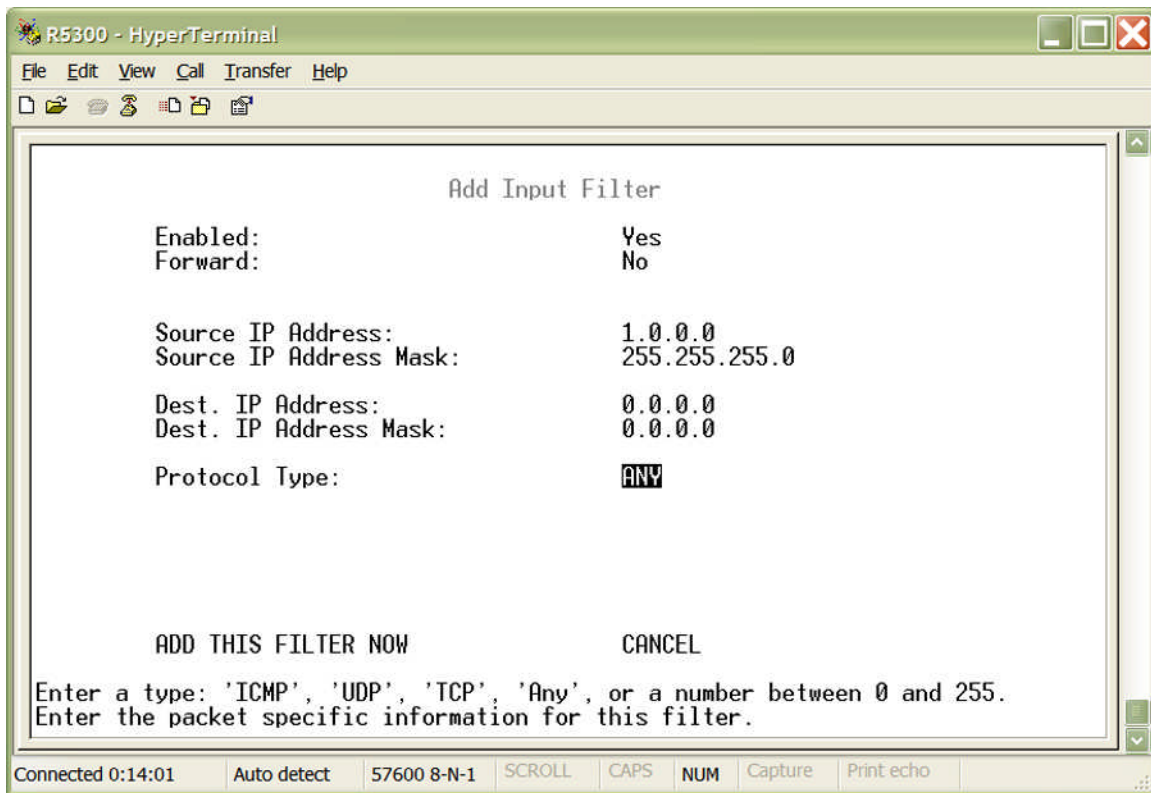 R5300 - HyperTerminal
File Edit View Call Transfer Help
Add Input Filter
Enabled: Yes
Forward: No
Source IP Address: 1.0.0.0
Source IP Address Mask: 255.255.255.0
Dest. IP Address: 0.0.0.0
Dest. IP Address Mask: 0.0.0.0
Protocol Type: ANY
ADD THIS FILTER NOW CANCEL
Enter a type: 'ICMP', 'UDP', 'TCP', 'Any', or a number between 0 and 255.
Enter the packet specific information for this filter.
Connected 0:14:01 Auto detect 57600 8-N-1 SCROLL CAPS NUM Capture Print echo